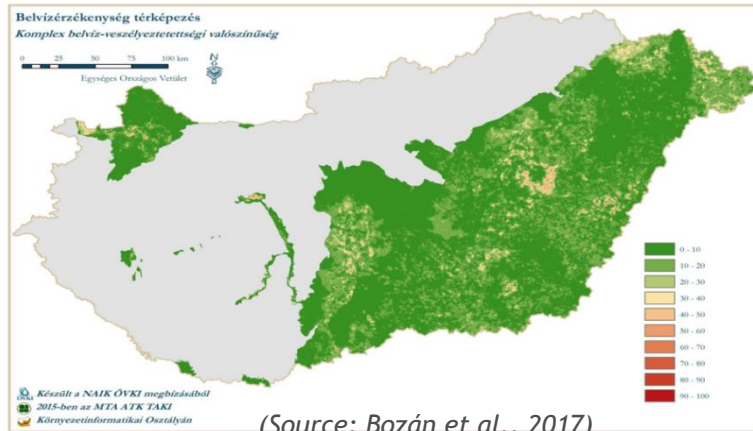 Belvízérzékenység térképezés
Komplex belvíz-veszélyeztetettségi valószínűség
0 25 50 75 100 km
Egységes Országos Vetület
N
0 - 10
10 - 20
20 - 30
30 - 40
40 - 50
50 - 60
60 - 70
70 - 80
80 - 90
90 - 100
Készült a NAIK ÖVKI megbízásából
2015-ben az MTA ATK TAKI
Környezetinformatikai Osztályán
(Source: Bozán et al., 2017)